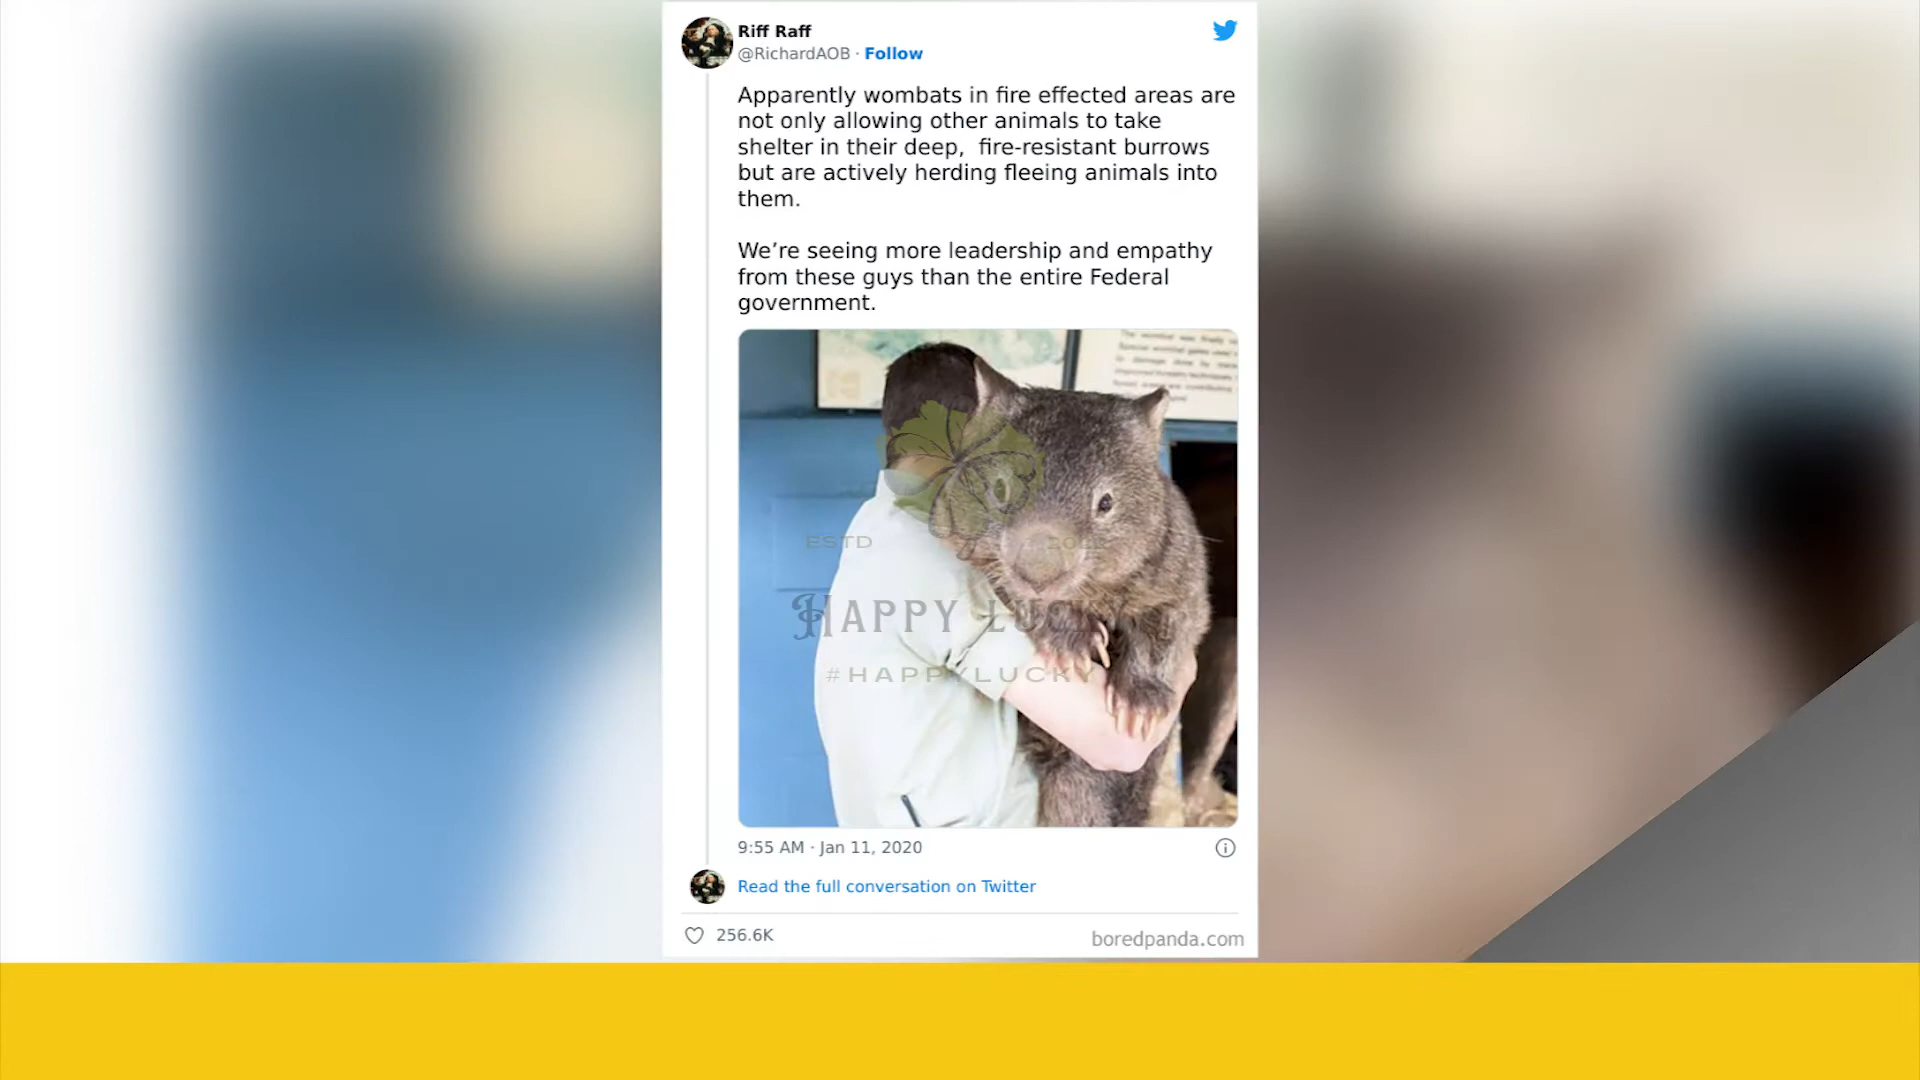 Riff Raff
@RichardAOB · Follow
Apparently wombats in fire effected areas are
not only allowing other animals to take
shelter in their deep,  fire-resistant burrows
but are actively herding fleeing animals into
them.
We’re seeing more leadership and empathy
from these guys than the entire Federal
government.
ESTD
HAPPY LUCKY
#HAPPYLUCKY
9:55 AM · Jan 11, 2020
Read the full conversation on Twitter
256.6K
boredpanda.com